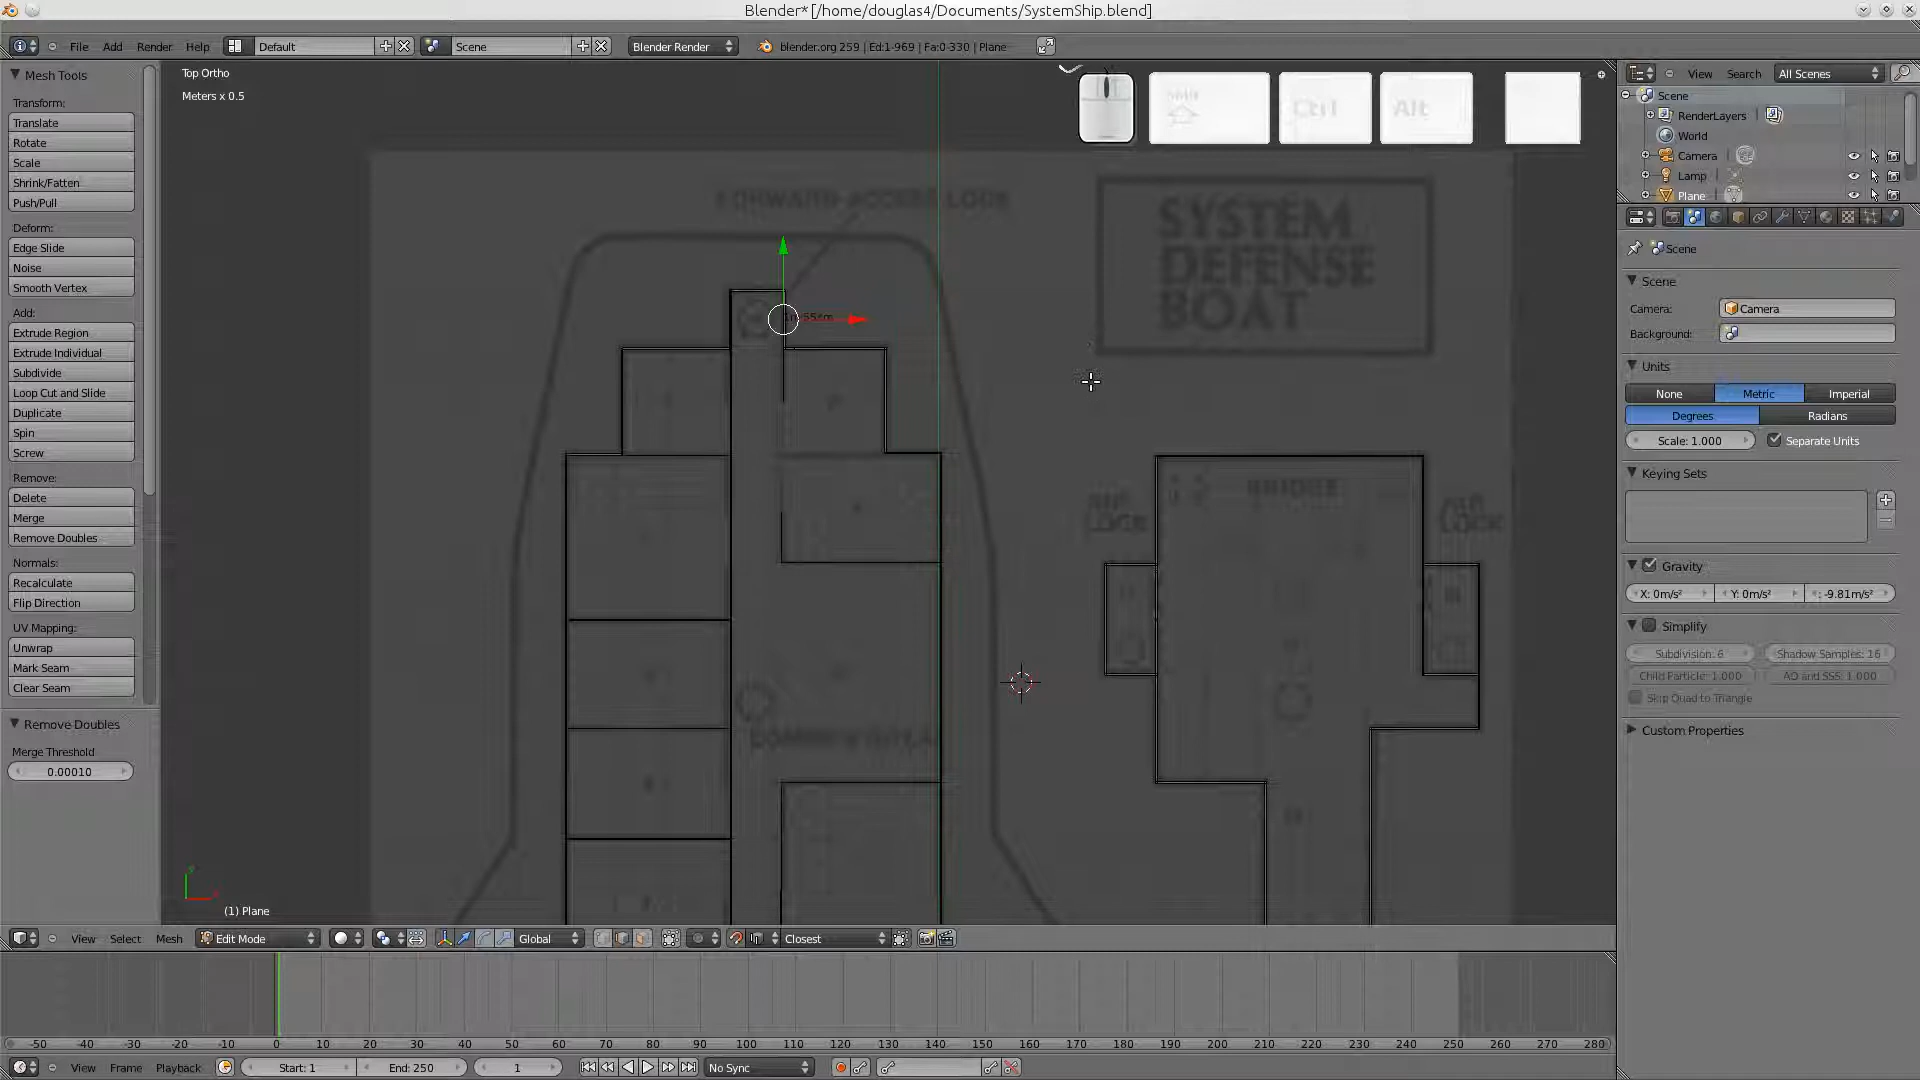 Blender* [/home/douglas4/Documents/SystemShip.blend]
File Add Render Help Default Scene Blender Render blender.org 259 | Ed:1-969 | Fa:0-330 | Plane
Mesh Tools
Transform:
Translate
Rotate
Scale
Shrink/Fatten
Push/Pull
Deform:
Edge Slide
Noise
Smooth Vertex
Add:
Extrude Region
Extrude Individual
Subdivide
Loop Cut and Slide
Duplicate
Spin
Screw
Remove:
Delete
Merge
Remove Doubles
Normals:
Recalculate
Flip Direction
UV Mapping:
Unwrap
Mark Seam
Clear Seam
Remove Doubles
Merge Threshold
0.00010
Top Ortho
Meters x 0.5
Shift Ctrl Alt
FORWARD ACCESS LOCK
SYSTEM
DEFENSE
BOAT
BRIDGE
AIR
LOCK
AIR
LOCK
(1) Plane
View Select Mesh Edit Mode Global Closest
View Search All Scenes
Scene
RenderLayers
World
Camera
Lamp
Plane
Scene
Scene
Camera: Camera
Background:
Units
None Metric Imperial
Degrees Radians
Scale: 1.000 Separate Units
Keying Sets
Gravity
X: 0m/s² Y: 0m/s² : -9.81m/s²
Simplify
Subdivision: 6 Shadow Samples: 16
Child Particle: 1.000 AO and SSS: 1.000
Skip Quad to Triangle
Custom Properties
-50 -40 -30 -20 -10 0 10 20 30 40 50 60 70 80 90 100 110 120 130 140 150 160 170 180 190 200 210 220 230 240 250 260 270 280
View Frame Playback Start: 1 End: 250 1 No Sync